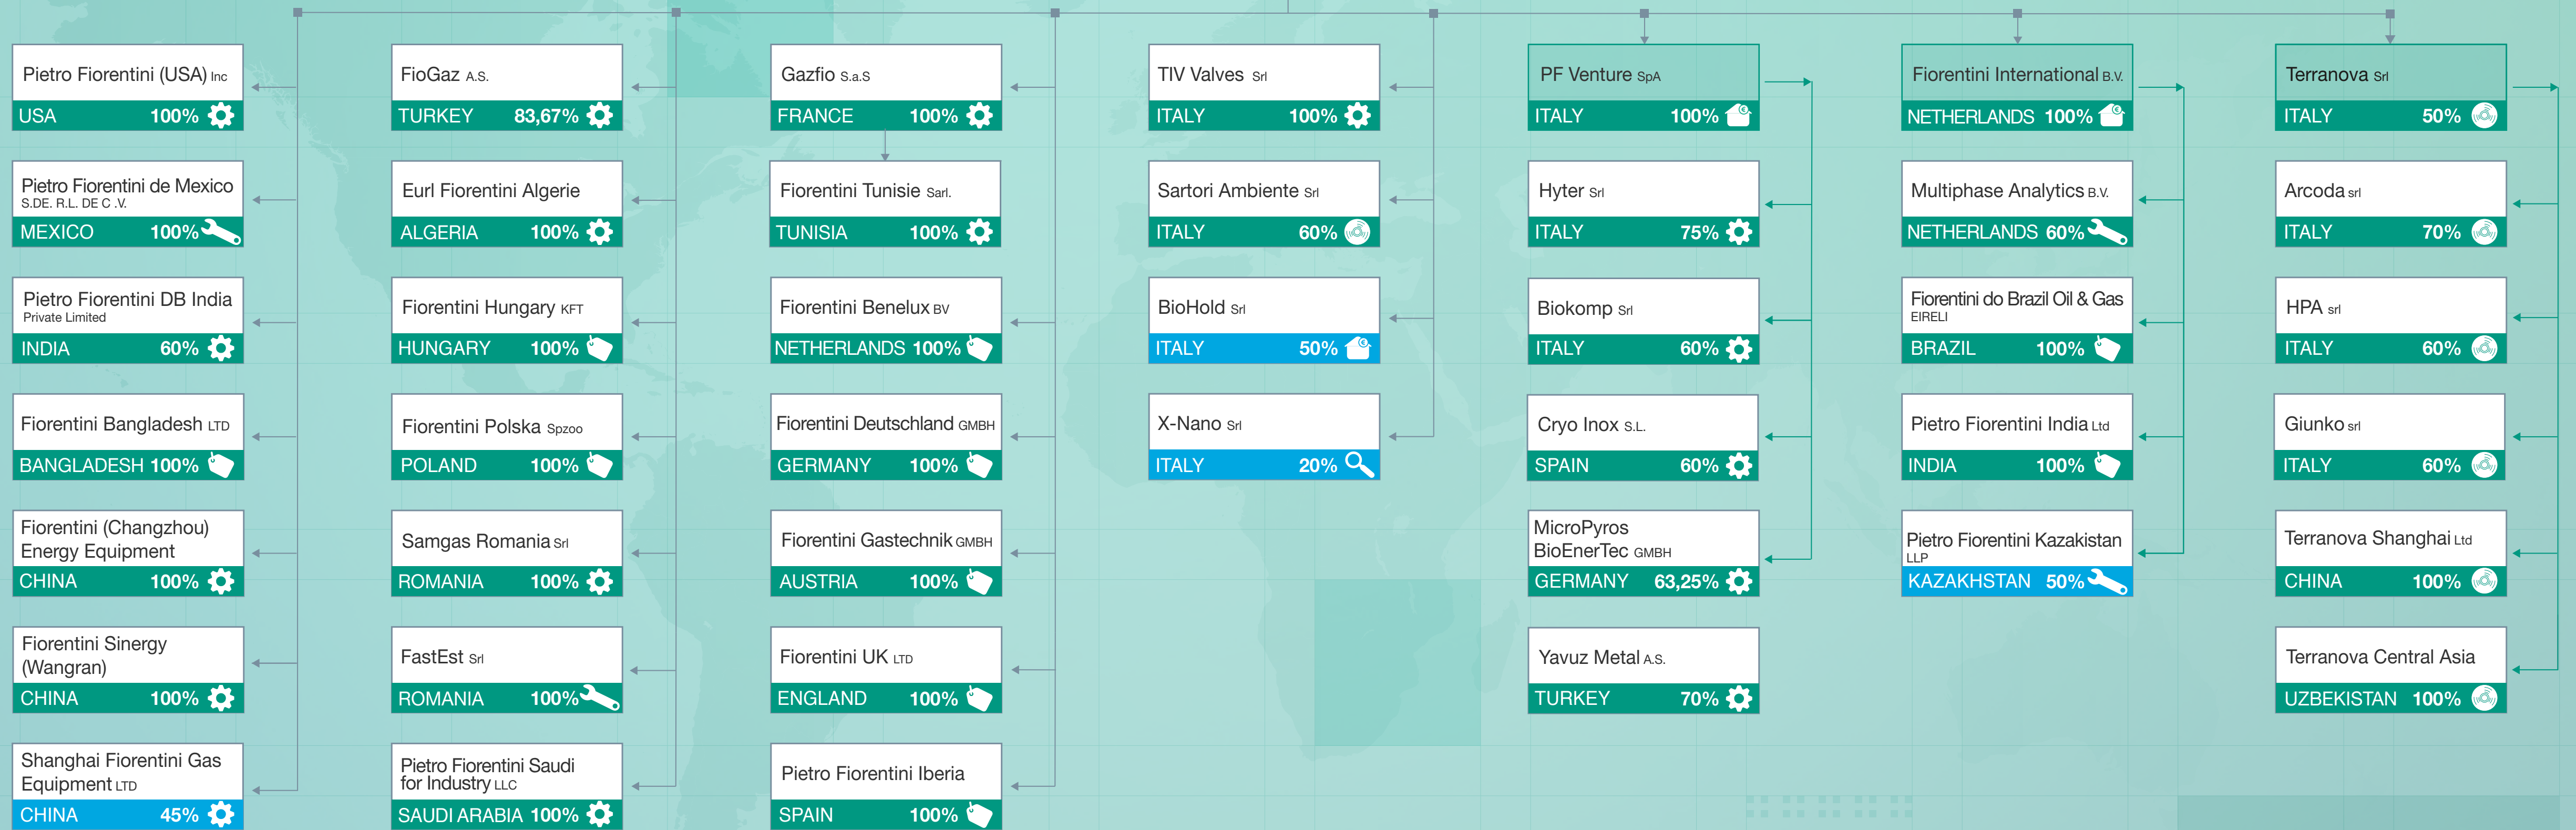 Pietro Fiorentini (USA) Inc
USA 100%
Pietro Fiorentini de Mexico
S.DE. R.L. DE C .V.
MEXICO 100%
Pietro Fiorentini DB India
Private Limited
INDIA 60%
Fiorentini Bangladesh LTD
BANGLADESH 100%
Fiorentini (Changzhou)
Energy Equipment
CHINA 100%
Fiorentini Sinergy
(Wangran)
CHINA 100%
Shanghai Fiorentini Gas
Equipment LTD
CHINA 45%
FioGaz A.S.
TURKEY 83,67%
Eurl Fiorentini Algerie
ALGERIA 100%
Fiorentini Hungary KFT
HUNGARY 100%
Fiorentini Polska Spzoo
POLAND 100%
Samgas Romania Srl
ROMANIA 100%
FastEst Srl
ROMANIA 100%
Pietro Fiorentini Saudi
for Industry LLC
SAUDI ARABIA 100%
Gazfio S.a.S
FRANCE 100%
Fiorentini Tunisie Sarl.
TUNISIA 100%
Fiorentini Benelux BV
NETHERLANDS 100%
Fiorentini Deutschland GMBH
GERMANY 100%
Fiorentini Gastechnik GMBH
AUSTRIA 100%
Fiorentini UK LTD
ENGLAND 100%
Pietro Fiorentini Iberia
SPAIN 100%
TIV Valves Srl
ITALY 100%
Sartori Ambiente Srl
ITALY 60%
BioHold Srl
ITALY 50%
X-Nano Srl
ITALY 20%
PF Venture SpA
ITALY 100%
Hyter Srl
ITALY 75%
Biokomp Srl
ITALY 60%
Cryo Inox S.L.
SPAIN 60%
MicroPyros
BioEnerTec GMBH
GERMANY 63,25%
Yavuz Metal A.S.
TURKEY 70%
Fiorentini International B.V.
NETHERLANDS 100%
Multiphase Analytics B.V.
NETHERLANDS 60%
Fiorentini do Brazil Oil & Gas
EIRELI
BRAZIL 100%
Pietro Fiorentini India Ltd
INDIA 100%
Pietro Fiorentini Kazakistan
LLP
KAZAKHSTAN 50%
Terranova Srl
ITALY 50%
Arcoda srl
ITALY 70%
HPA srl
ITALY 60%
Giunko srl
ITALY 60%
Terranova Shanghai Ltd
CHINA 100%
Terranova Central Asia
UZBEKISTAN 100%